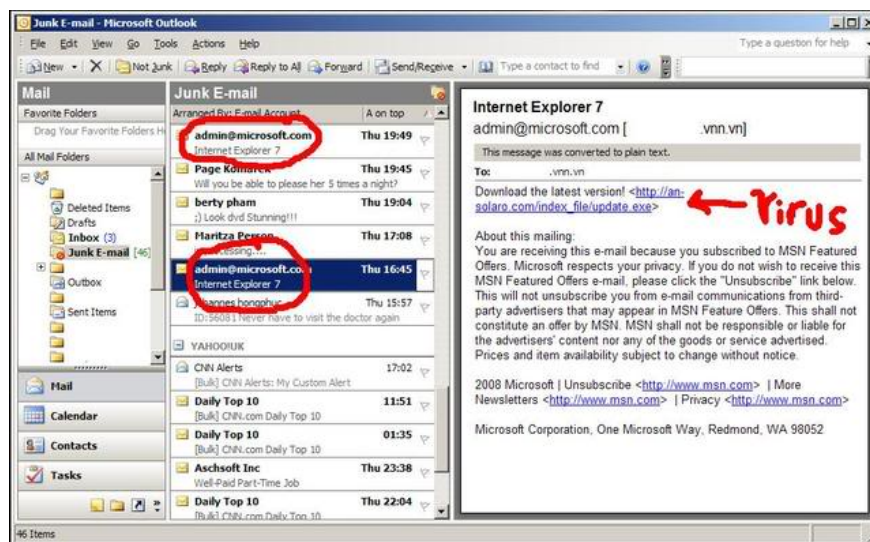 Junk E-mail - Microsoft Outlook
File Edit View Go Tools Actions Help
Type a question for help
New Not Junk Reply Reply to All Forward Send/Receive Type a contact to find
Mail
Favorite Folders
Drag Your Favorite Folders H
All Mail Folders
Deleted Items
Drafts
Inbox (3)
Junk E-mail [46]
Outbox
Sent Items
Mail
Calendar
Contacts
Tasks
46 Items
Junk E-mail
Arranged By: E-mail Account A on top
admin@microsoft.com Thu 19:49
Internet Explorer 7
Page Komarek Thu 19:45
Will you be able to please her 5 times a night?
berty pham Thu 19:04
;) Look dvd Stunning!!!
Maritza Person Thu 17:08
admin@microsoft.com Thu 16:45
Internet Explorer 7
hongphuc Thu 15:57
ID:56081 Never have to visit the doctor again
YAHOO!UK
CNN Alerts 17:02
[Bulk] CNN Alerts: My Custom Alert
Daily Top 10 11:51
[Bulk] CNN.com Daily Top 10
Daily Top 10 01:35
[Bulk] CNN.com Daily Top 10
Aschsoft Inc Thu 23:38
Well-Paid Part-Time Job
Daily Top 10 Thu 22:04
[Bulk] CNN.com Daily Top 10
Internet Explorer 7
admin@microsoft.com [ .vnn.vn]
This message was converted to plain text.
To: .vnn.vn
Download the latest version! <http://an-
solaro.com/index_file/update.exe>
Virus
About this mailing:
You are receiving this e-mail because you subscribed to MSN Featured
Offers. Microsoft respects your privacy. If you do not wish to receive this
MSN Featured Offers e-mail, please click the "Unsubscribe" link below.
This will not unsubscribe you from e-mail communications from third-
party advertisers that may appear in MSN Feature Offers. This shall not
constitute an offer by MSN. MSN shall not be responsible or liable for
the advertisers' content nor any of the goods or service advertised.
Prices and item availability subject to change without notice.
2008 Microsoft | Unsubscribe <http://www.msn.com> | More
Newsletters <http://www.msn.com> | Privacy <http://www.msn.com>
Microsoft Corporation, One Microsoft Way, Redmond, WA 98052